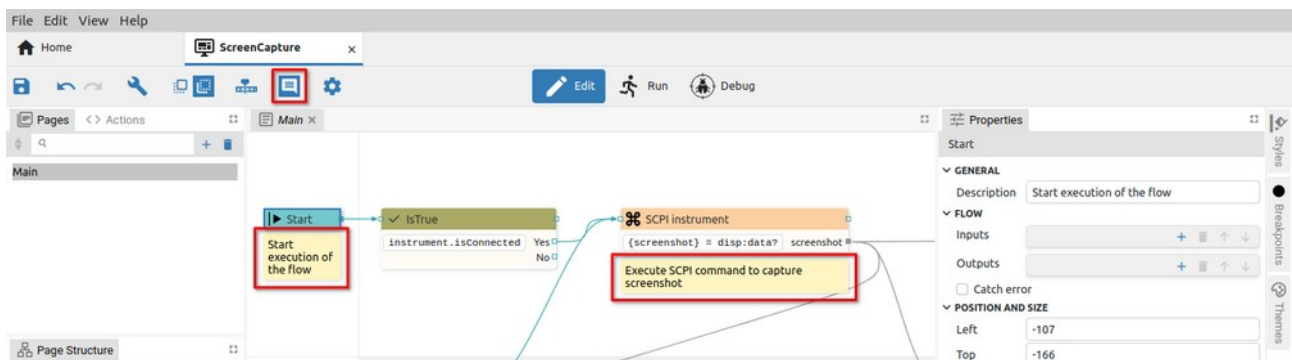 File Edit View Help
Home
ScreenCapture
Edit
Run
Debug
Pages
Actions
Main
Page Structure
Main
Start
Start
execution of
the flow
IsTrue
instrument.isConnected
Yes
No
SCPI instrument
{screenshot} = disp:data?
screenshot
Execute SCPI command to capture
screenshot
Properties
Start
GENERAL
Description
Start execution of the flow
FLOW
Inputs
Outputs
Catch error
POSITION AND SIZE
Left
-107
Top
-166
Styles
Breakpoints
Themes